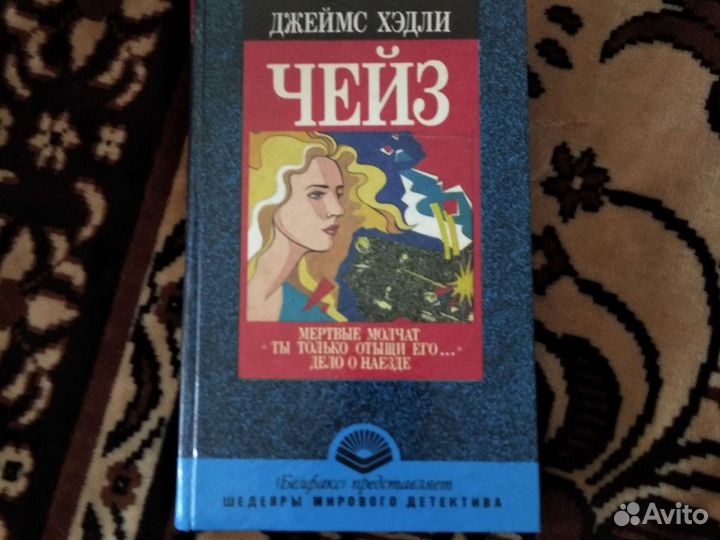 ДЖЕЙМС ХЭДЛИ
ЧЕЙЗ
МЕРТВЫЕ МОЛЧАТ
ТЫ ТОЛЬКО ОТЫЩИ ЕГО...
ДЕЛО О НАЕЗДЕ
«Белфакс» представляет
ШЕДЕВРЫ МИРОВОГО ДЕТЕКТИВА
Avito